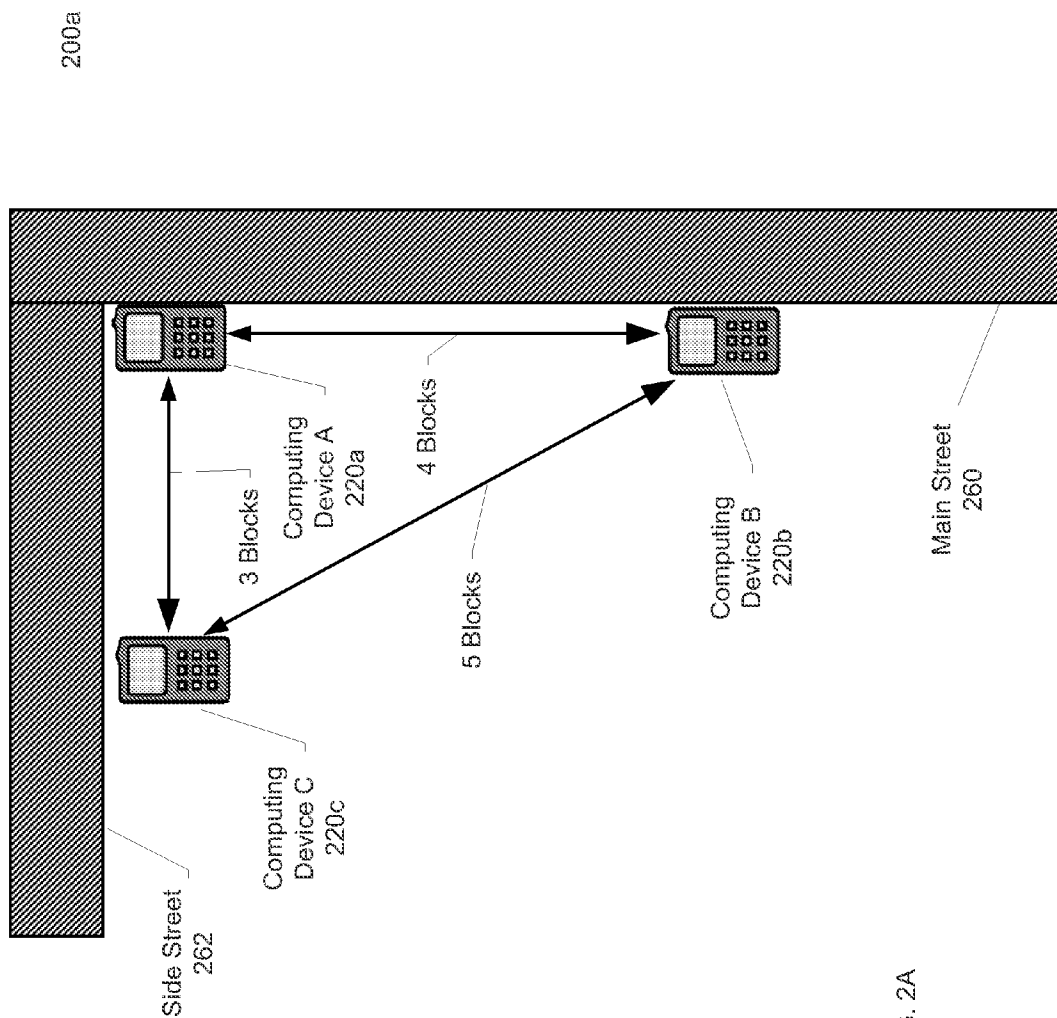 200a
3 Blocks
Computing
Device A
220a
4 Blocks
5 Blocks
Computing
Device C
220c
Computing
Device B
220b
Side Street
262
Main Street
260
. 2A